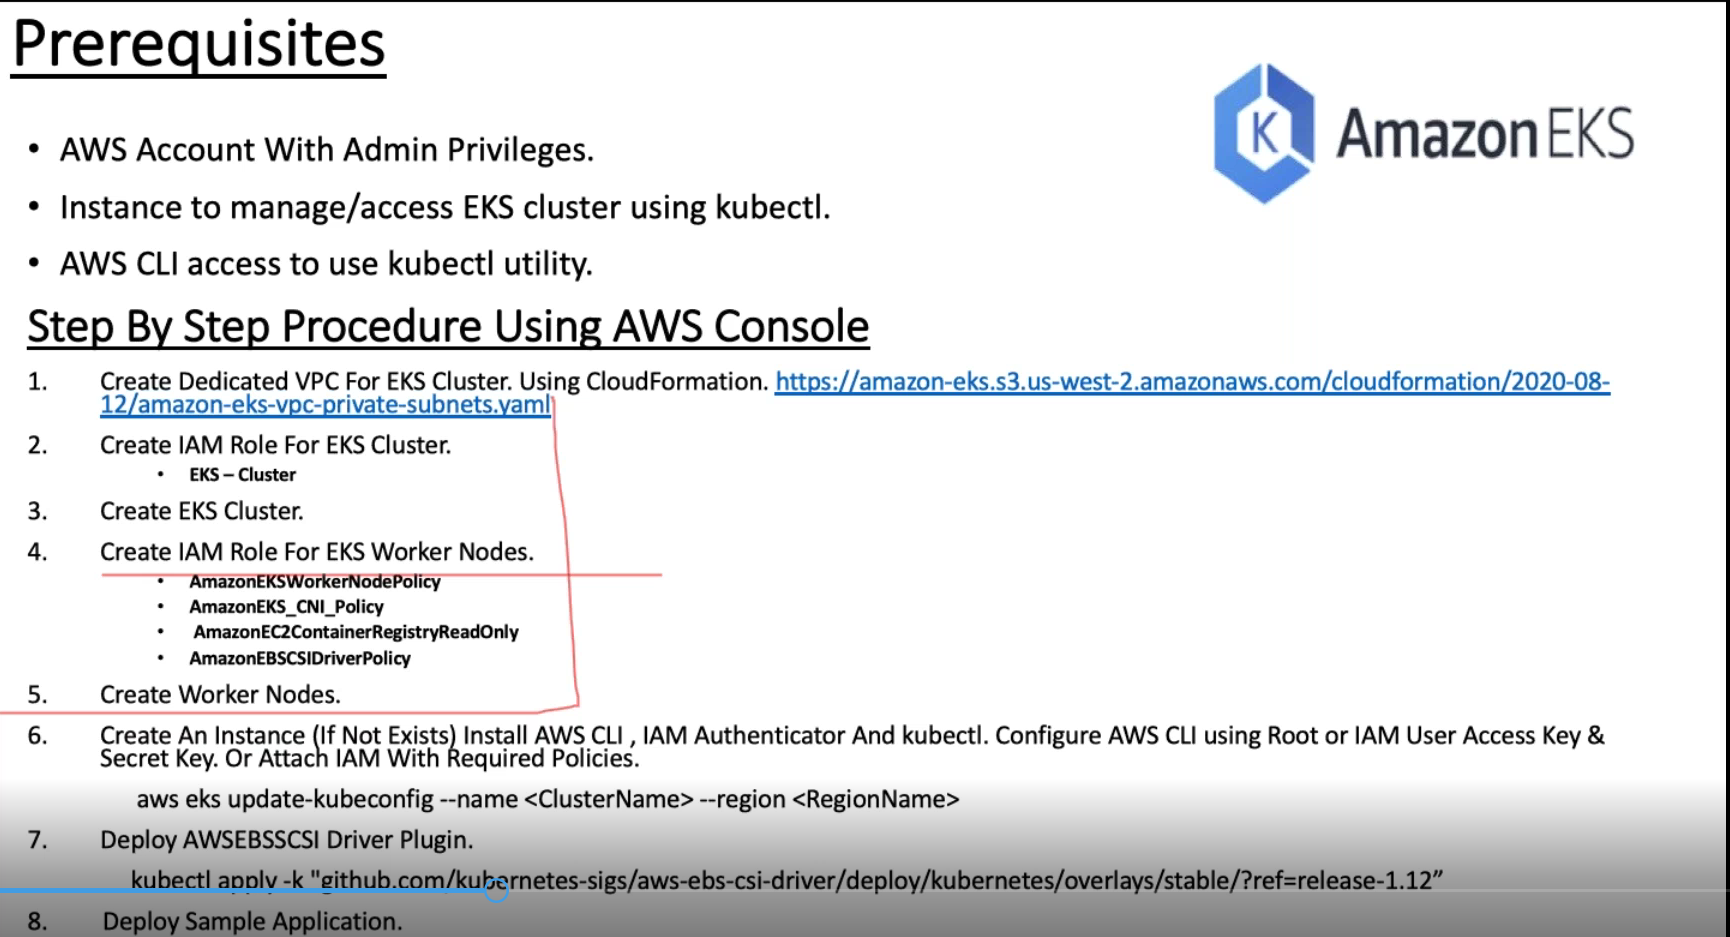 Prerequisites
Amazon EKS
K
• AWS Account With Admin Privileges.
• Instance to manage/access EKS cluster using kubectl.
• AWS CLI access to use kubectl utility.
Step By Step Procedure Using AWS Console
1. Create Dedicated VPC For EKS Cluster. Using CloudFormation. https://amazon-eks.s3.us-west-2.amazonaws.com/cloudformation/2020-08-
12/amazon-eks-vpc-private-subnets.yaml
2. Create IAM Role For EKS Cluster.
• EKS – Cluster
3. Create EKS Cluster.
4. Create IAM Role For EKS Worker Nodes.
• AmazonEKSWorkerNodePolicy
• AmazonEKS_CNI_Policy
• AmazonEC2ContainerRegistryReadOnly
• AmazonEBSCSIDriverPolicy
5. Create Worker Nodes.
6. Create An Instance (If Not Exists) Install AWS CLI , IAM Authenticator And kubectl. Configure AWS CLI using Root or IAM User Access Key &
Secret Key. Or Attach IAM With Required Policies.
aws eks update-kubeconfig --name <ClusterName> --region <RegionName>
7. Deploy AWSEBSSCSI Driver Plugin.
kubectl apply -k "github.com/kubernetes-sigs/aws-ebs-csi-driver/deploy/kubernetes/overlays/stable/?ref=release-1.12”
8. Deploy Sample Application.